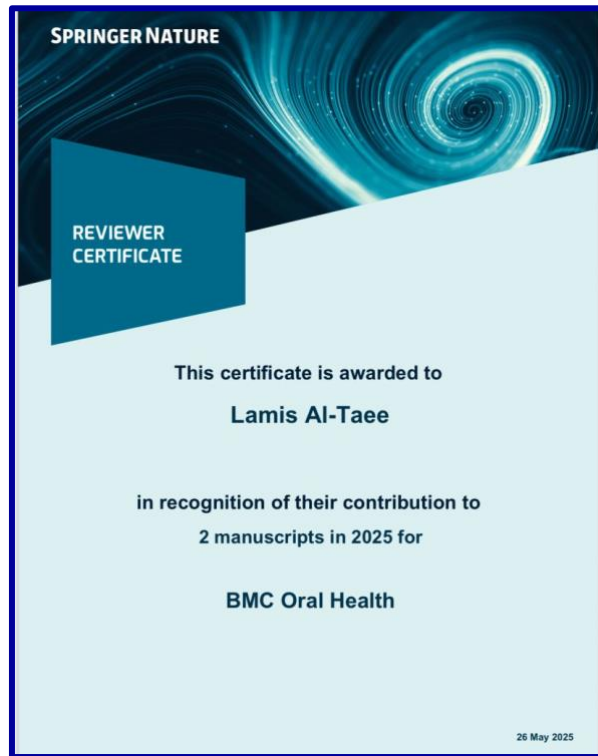 SPRINGER NATURE
REVIEWER
CERTIFICATE
This certificate is awarded to
Lamis Al-Taee
in recognition of their contribution to
2 manuscripts in 2025 for
BMC Oral Health
26 May 2025